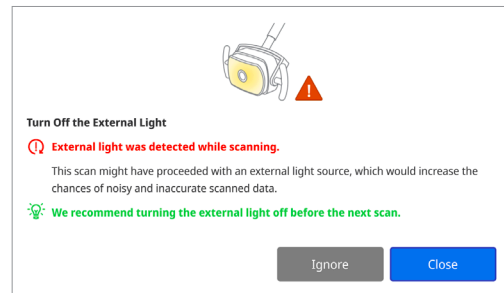 Turn Off the External Light
External light was detected while scanning.
This scan might have proceeded with an external light source, which would increase the
chances of noisy and inaccurate scanned data.
We recommend turning the external light off before the next scan.
Ignore
Close